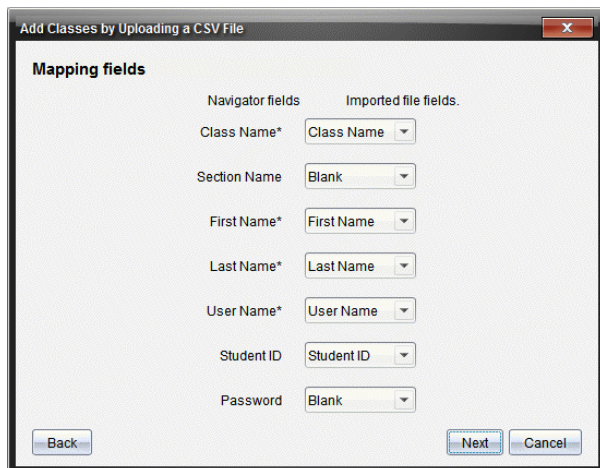 Add Classes by Uploading a CSV File
Mapping fields
Navigator fields Imported file fields.
Class Name* Class Name
Section Name Blank
First Name* First Name
Last Name* Last Name
User Name* User Name
Student ID Student ID
Password Blank
Back Next Cancel